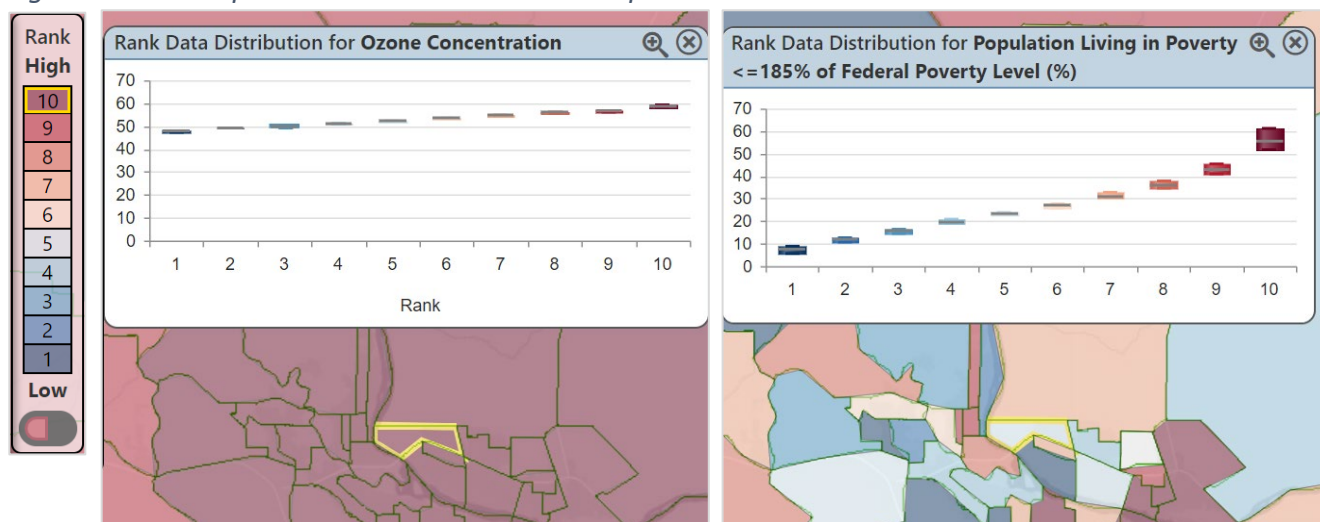 Rank
High
10
9
8
7
6
5
4
3
2
1
Low
Rank Data Distribution for Ozone Concentration
70
60
50
40
30
20
10
0
1 2 3 4 5 6 7 8 9 10
Rank
Rank Data Distribution for Population Living in Poverty
<=185% of Federal Poverty Level (%)
70
60
50
40
30
20
10
0
1 2 3 4 5 6 7 8 9 10